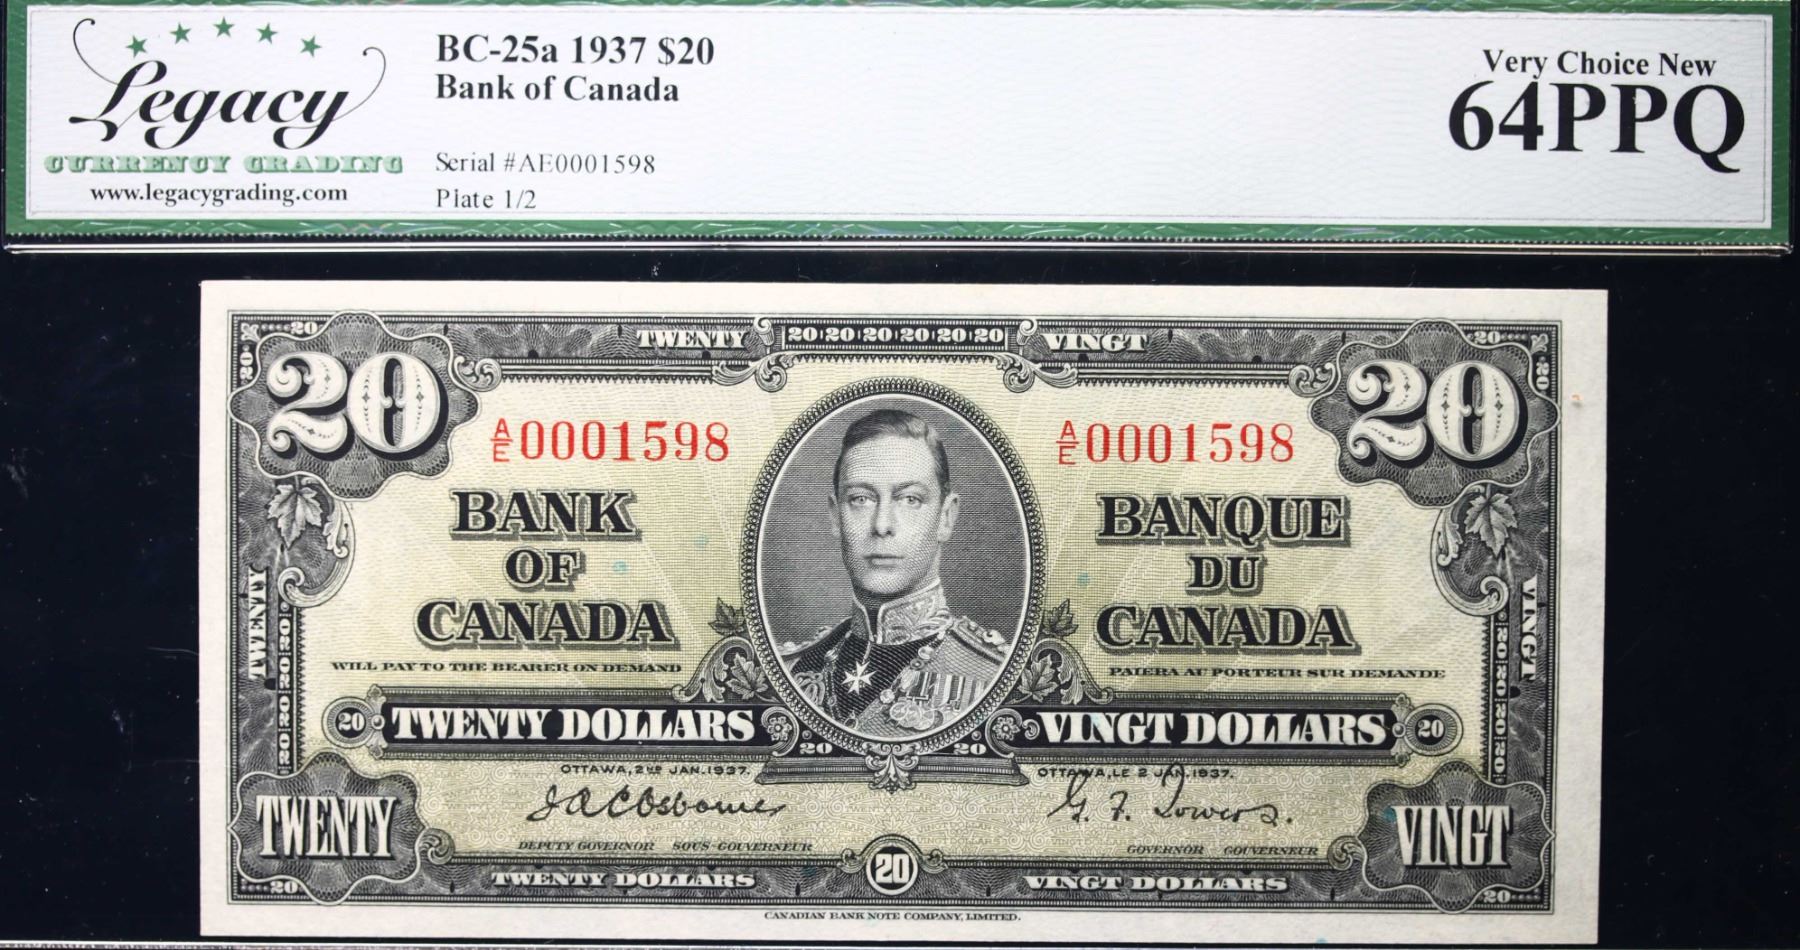 Legacy
CURRENCY GRADING
www.legacygrading.com
BC-25a 1937 $20
Bank of Canada
Serial #AE0001598
Plate 1/2
Very Choice New
64PPQ
20 TWENTY 20 20 20 20 20 20 VINGT 20
20 20
A/E 0001598 A/E 0001598
BANK BANQUE
OF DU
CANADA CANADA
TWENTY VINGT
WILL PAY TO THE BEARER ON DEMAND PAIERA AU PORTEUR SUR DEMANDE
20 TWENTY DOLLARS VINGT DOLLARS 20
20 20
OTTAWA, 2ND JAN. 1937. OTTAWA, LE 2 JAN. 1937.
J A C Osborne G. F. Towers.
TWENTY VINGT
DEPUTY GOVERNOR SOUS-GOUVERNEUR GOVERNOR GOUVERNEUR
20 TWENTY DOLLARS 20 VINGT DOLLARS 20
CANADIAN BANK NOTE COMPANY, LIMITED.